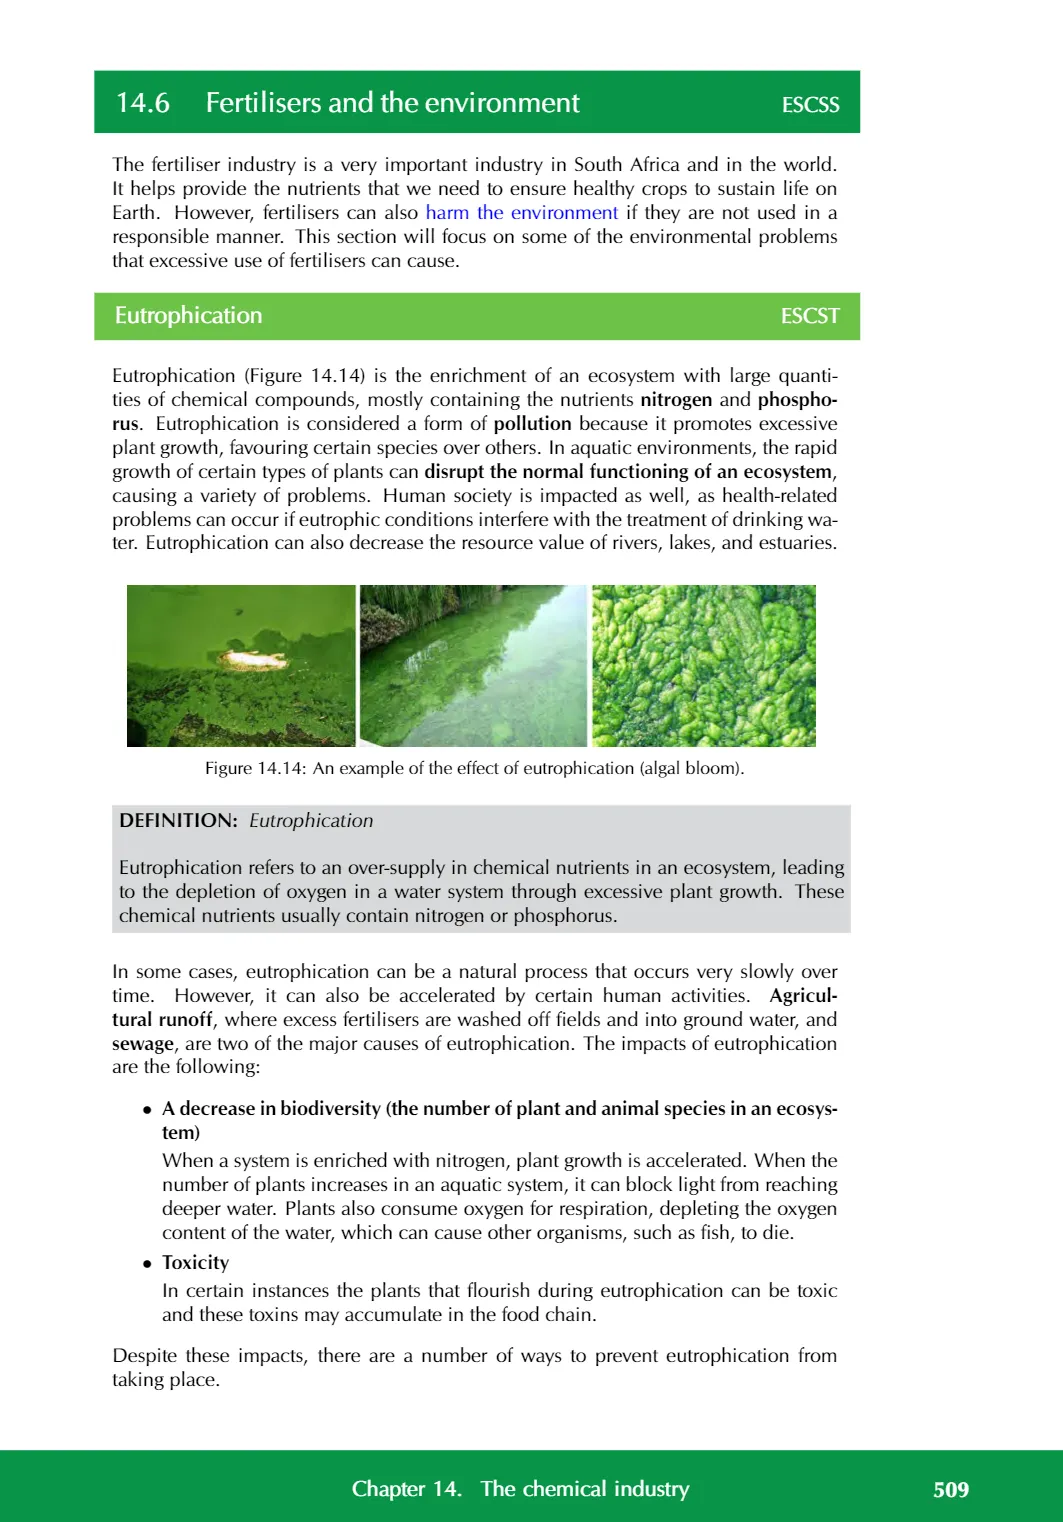 14.6 Fertilisers and the environment ESCSS
The fertiliser industry is a very important industry in South Africa and in the world.
It helps provide the nutrients that we need to ensure healthy crops to sustain life on
Earth. However, fertilisers can also harm the environment if they are not used in a
responsible manner. This section will focus on some of the environmental problems
that excessive use of fertilisers can cause.
Eutrophication ESCST
Eutrophication (Figure 14.14) is the enrichment of an ecosystem with large quanti-
ties of chemical compounds, mostly containing the nutrients nitrogen and phospho-
rus. Eutrophication is considered a form of pollution because it promotes excessive
plant growth, favouring certain species over others. In aquatic environments, the rapid
growth of certain types of plants can disrupt the normal functioning of an ecosystem,
causing a variety of problems. Human society is impacted as well, as health-related
problems can occur if eutrophic conditions interfere with the treatment of drinking wa-
ter. Eutrophication can also decrease the resource value of rivers, lakes, and estuaries.
Figure 14.14: An example of the effect of eutrophication (algal bloom).
DEFINITION: Eutrophication
Eutrophication refers to an over-supply in chemical nutrients in an ecosystem, leading
to the depletion of oxygen in a water system through excessive plant growth. These
chemical nutrients usually contain nitrogen or phosphorus.
In some cases, eutrophication can be a natural process that occurs very slowly over
time. However, it can also be accelerated by certain human activities. Agricul-
tural runoff, where excess fertilisers are washed off fields and into ground water, and
sewage, are two of the major causes of eutrophication. The impacts of eutrophication
are the following:
• A decrease in biodiversity (the number of plant and animal species in an ecosys-
tem)
When a system is enriched with nitrogen, plant growth is accelerated. When the
number of plants increases in an aquatic system, it can block light from reaching
deeper water. Plants also consume oxygen for respiration, depleting the oxygen
content of the water, which can cause other organisms, such as fish, to die.
• Toxicity
In certain instances the plants that flourish during eutrophication can be toxic
and these toxins may accumulate in the food chain.
Despite these impacts, there are a number of ways to prevent eutrophication from
taking place.
Chapter 14. The chemical industry 509